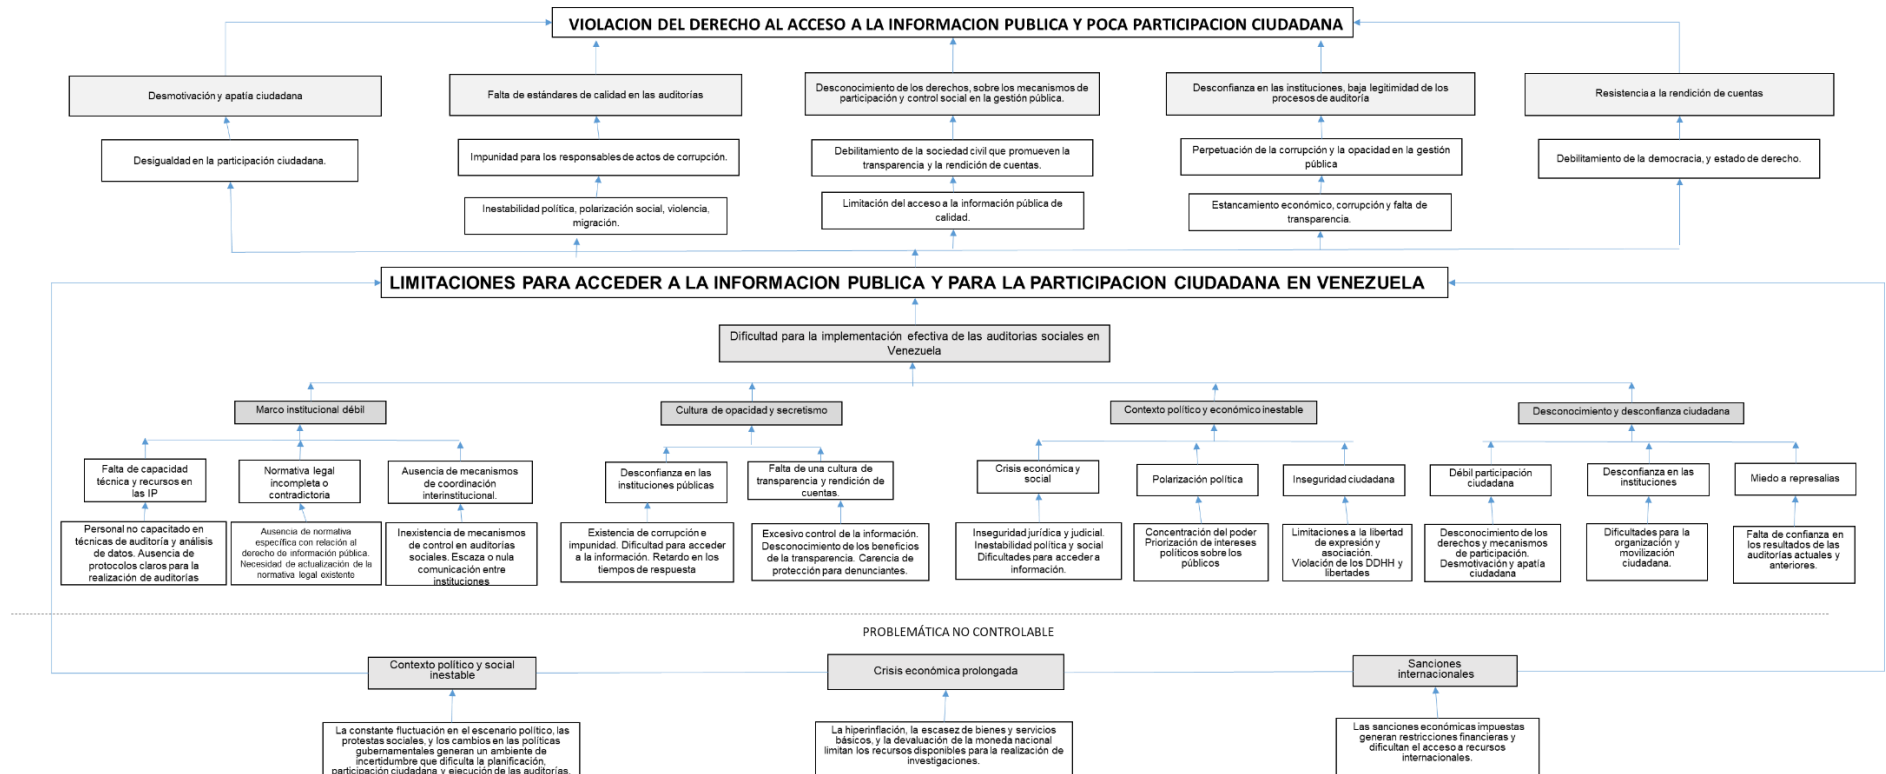 VIOLACION DEL DERECHO AL ACCESO A LA INFORMACION PUBLICA Y POCA PARTICIPACION CIUDADANA
Desmotivación y apatía ciudadana
Falta de estándares de calidad en las auditorías
Desconocimiento de los derechos, sobre los mecanismos de
participación y control social en la gestión pública.
Desconfianza en las instituciones, baja legitimidad de los
procesos de auditoría
Resistencia a la rendición de cuentas
Desigualdad en la participación ciudadana.
Impunidad para los responsables de actos de corrupción.
Debilitamiento de la sociedad civil que promueven la
transparencia y la rendición de cuentas.
Perpetuación de la corrupción y la opacidad en la gestión
pública
Debilitamiento de la democracia, y estado de derecho.
Inestabilidad política, polarización social, violencia,
migración.
Limitación del acceso a la información pública de
calidad.
Estancamiento económico, corrupción y falta de
transparencia.
LIMITACIONES PARA ACCEDER A LA INFORMACION PUBLICA Y PARA LA PARTICIPACION CIUDADANA EN VENEZUELA
Dificultad para la implementación efectiva de las auditorias sociales en
Venezuela
Marco institucional débil
Cultura de opacidad y secretismo
Contexto político y económico inestable
Desconocimiento y desconfianza ciudadana
Falta de capacidad
técnica y recursos en
las IP
Normativa legal
incompleta o
contradictoria
Ausencia de mecanismos
de coordinación
interinstitucional.
Desconfianza en las
instituciones públicas
Falta de una cultura de
transparencia y rendición de
cuentas.
Crisis económica y
social
Polarización política
Inseguridad ciudadana
Débil participación
ciudadana
Desconfianza en las
instituciones
Miedo a represalias
Personal no capacitado en
técnicas de auditoría y análisis
de datos. Ausencia de
protocolos claros para la
realización de auditorías
Ausencia de normativa
específica con relación al
derecho de información pública.
Necesidad de actualización de la
normativa legal existente
Inexistencia de mecanismos
de control en auditorías
sociales. Escaza o nula
comunicación entre
instituciones
Existencia de corrupción e
impunidad. Dificultad para acceder
a la información. Retardo en los
tiempos de respuesta
Excesivo control de la información.
Desconocimiento de los beneficios
de la transparencia. Carencia de
protección para denunciantes.
Inseguridad jurídica y judicial.
Inestabilidad política y social
Dificultades para acceder a
información.
Concentración del poder
Priorización de intereses
políticos sobre los
públicos
Limitaciones a la libertad
de expresión y
asociación.
Violación de los DDHH y
libertades
Desconocimiento de los
derechos y mecanismos
de participación.
Desmotivación y apatía
ciudadana
Dificultades para la
organización y
movilización
ciudadana.
Falta de confianza en
los resultados de las
auditorías actuales y
anteriores.
PROBLEMÁTICA NO CONTROLABLE
Contexto político y social
inestable
Crisis económica prolongada
Sanciones
internacionales
La constante fluctuación en el escenario político, las
protestas sociales, y los cambios en las políticas
gubernamentales generan un ambiente de
incertidumbre que dificulta la planificación,
participación ciudadana y ejecución de las auditorías.
La hiperinflación, la escasez de bienes y servicios
básicos, y la devaluación de la moneda nacional
limitan los recursos disponibles para la realización de
investigaciones.
Las sanciones económicas impuestas
generan restricciones financieras y
dificultan el acceso a recursos
internacionales.